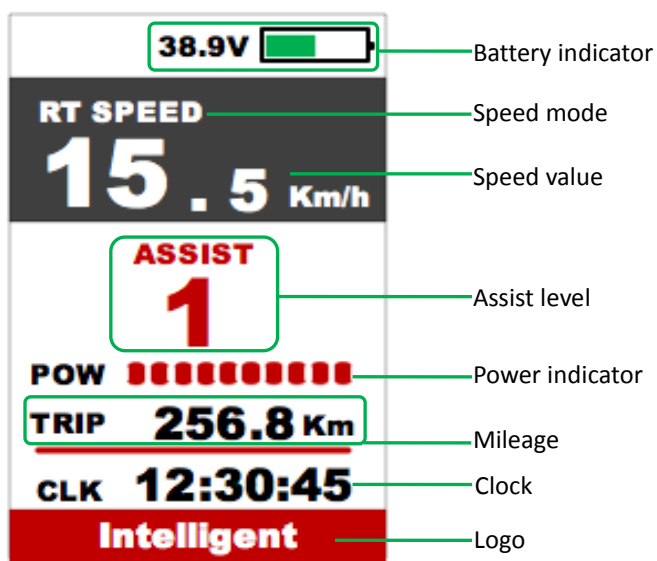 38.9V
Battery indicator
RT SPEED
Speed mode
15.5 Km/h
Speed value
ASSIST
1
Assist level
POW
Power indicator
TRIP 256.8 Km
Mileage
CLK 12:30:45
Clock
Intelligent
Logo